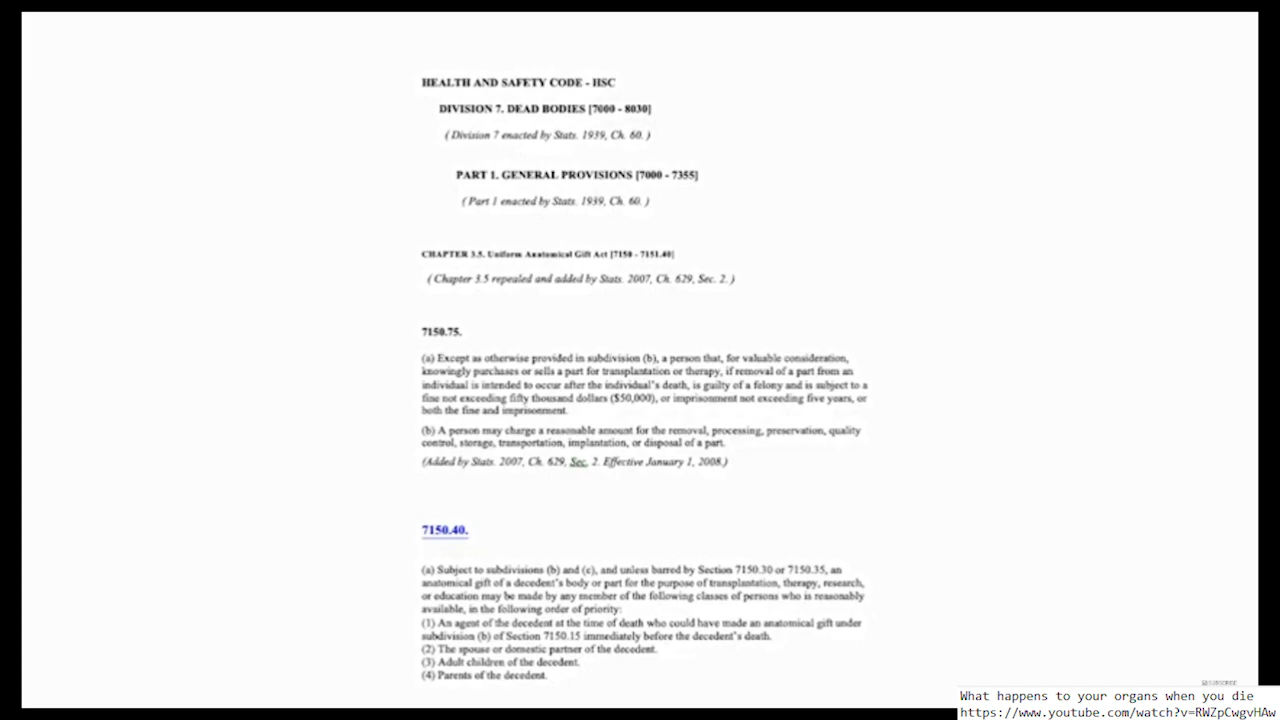 HEALTH AND SAFETY CODE - HSC
DIVISION 7. DEAD BODIES [7000 - 8030]
( Division 7 enacted by Stats. 1939, Ch. 60. )
PART 1. GENERAL PROVISIONS [7000 - 7355]
( Part 1 enacted by Stats. 1939, Ch. 60. )
CHAPTER 3.5. Uniform Anatomical Gift Act [7150 - 7151.40]
( Chapter 3.5 repealed and added by Stats. 2007, Ch. 629, Sec. 2. )
7150.75.
(a) Except as otherwise provided in subdivision (b), a person that, for valuable consideration,
knowingly purchases or sells a part for transplantation or therapy, if removal of a part from an
individual is intended to occur after the individual's death, is guilty of a felony and is subject to a
fine not exceeding fifty thousand dollars ($50,000), or imprisonment not exceeding five years, or
both the fine and imprisonment.
(b) A person may charge a reasonable amount for the removal, processing, preservation, quality
control, storage, transportation, implantation, or disposal of a part.
(Added by Stats. 2007, Ch. 629, Sec. 2. Effective January 1, 2008.)
7150.40.
(a) Subject to subdivisions (b) and (c), and unless barred by Section 7150.30 or 7150.35, an
anatomical gift of a decedent's body or part for the purpose of transplantation, therapy, research,
or education may be made by any member of the following classes of persons who is reasonably
available, in the following order of priority:
(1) An agent of the decedent at the time of death who could have made an anatomical gift under
subdivision (b) of Section 7150.15 immediately before the decedent's death.
(2) The spouse or domestic partner of the decedent.
(3) Adult children of the decedent.
(4) Parents of the decedent.
SUBSCRIBE
What happens to your organs when you die
https://www.youtube.com/watch?v=RWZpCwgvHAw